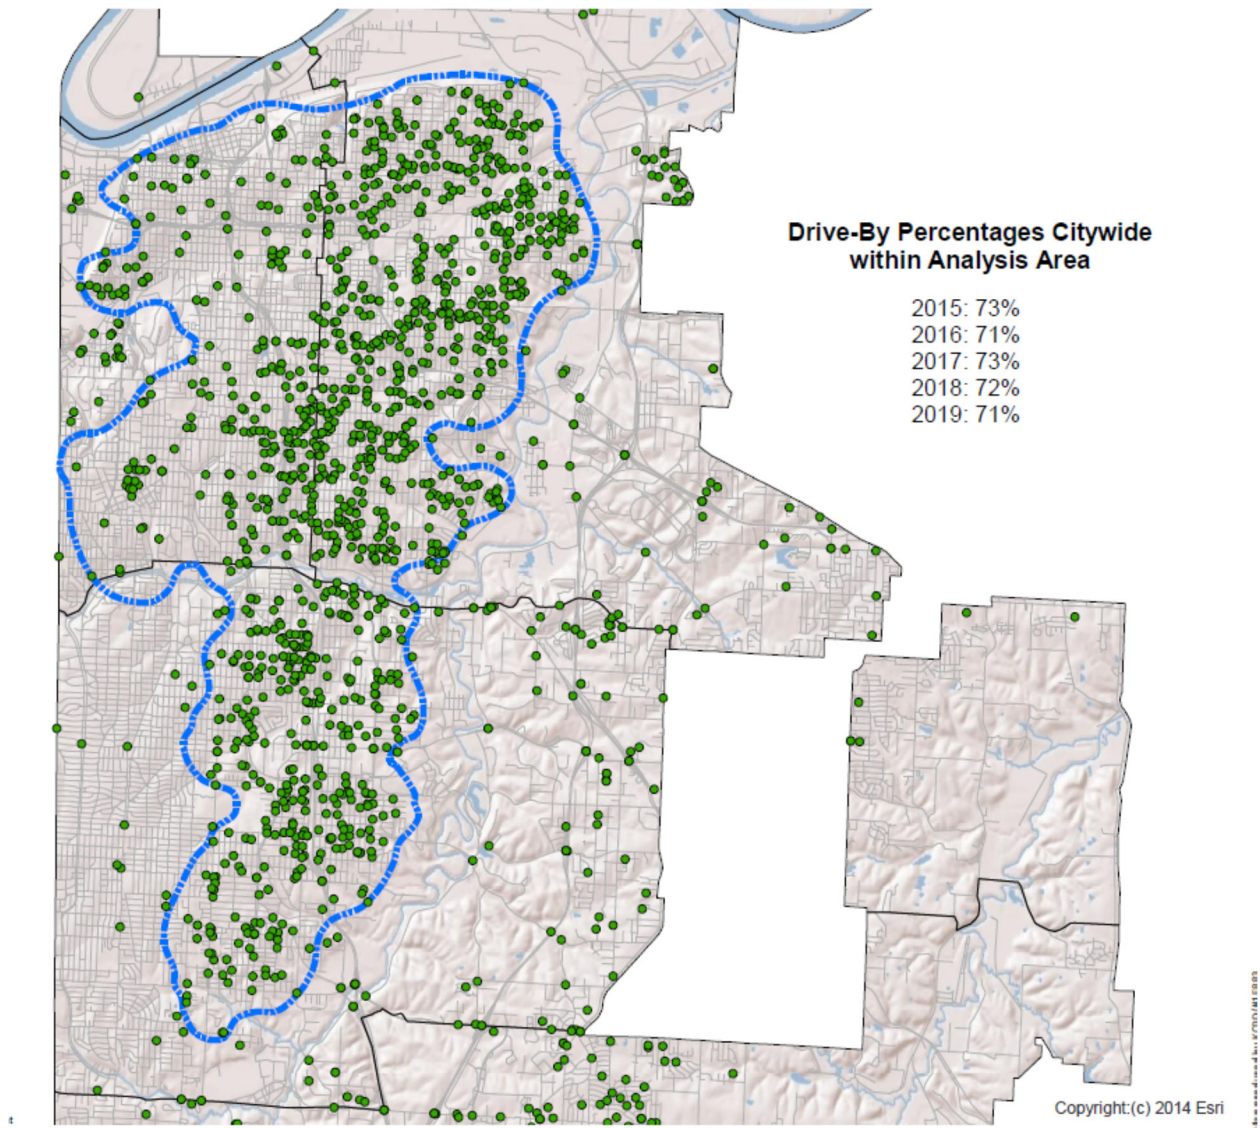 Drive-By Percentages Citywide
within Analysis Area
2015: 73%
2016: 71%
2017: 73%
2018: 72%
2019: 71%
Copyright:(c) 2014 Esri